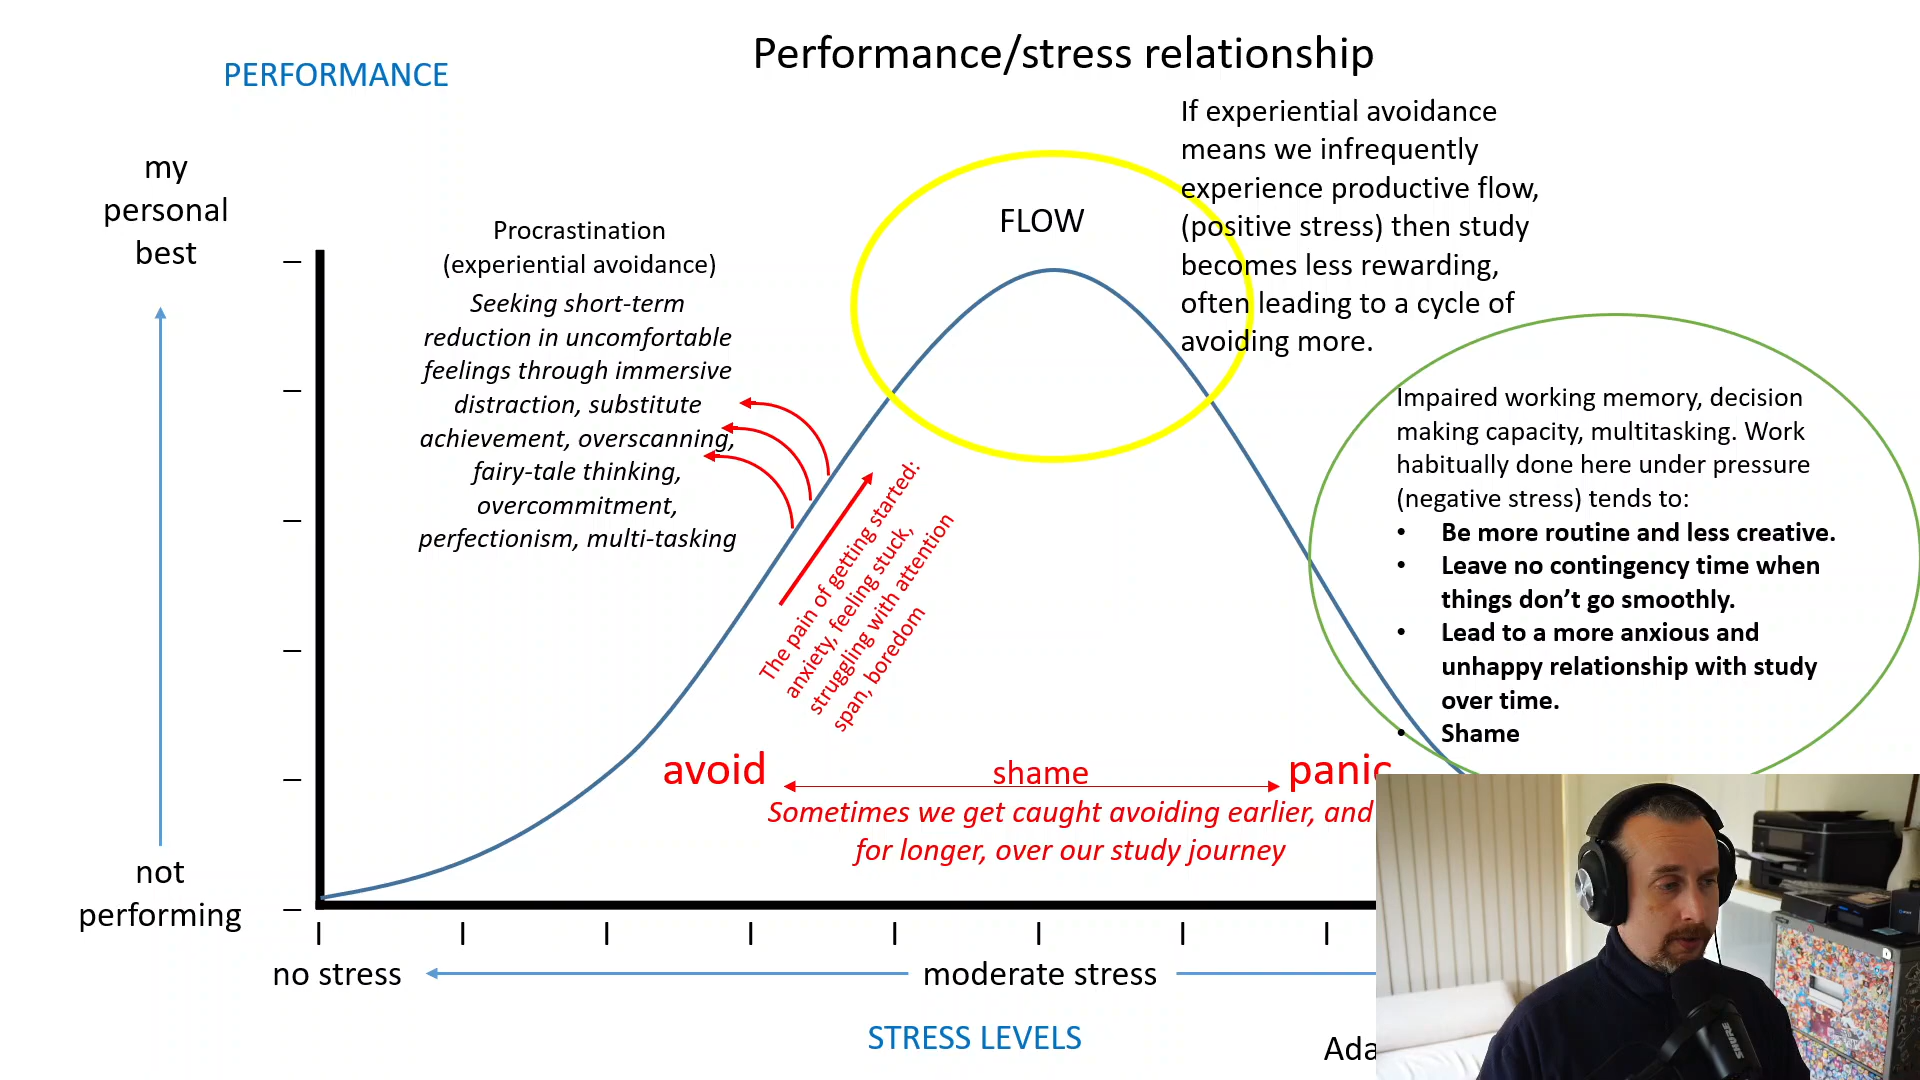 Performance/stress relationship
PERFORMANCE
my
personal
best
not
performing
Procrastination
(experiential avoidance)
Seeking short-term
reduction in uncomfortable
feelings through immersive
distraction, substitute
achievement, overscanning,
fairy-tale thinking,
overcommitment,
perfectionism, multi-tasking
FLOW
If experiential avoidance
means we infrequently
experience productive flow,
(positive stress) then study
becomes less rewarding,
often leading to a cycle of
avoiding more.
The pain of getting started:
anxiety, feeling stuck,
struggling with attention
span, boredom
Impaired working memory, decision
making capacity, multitasking. Work
habitually done here under pressure
(negative stress) tends to:
• Be more routine and less creative.
• Leave no contingency time when
things don’t go smoothly.
• Lead to a more anxious and
unhappy relationship with study
over time.
• Shame
avoid
shame
panic
Sometimes we get caught avoiding earlier, and
for longer, over our study journey
no stress
moderate stress
STRESS LEVELS
Ada
SHURE